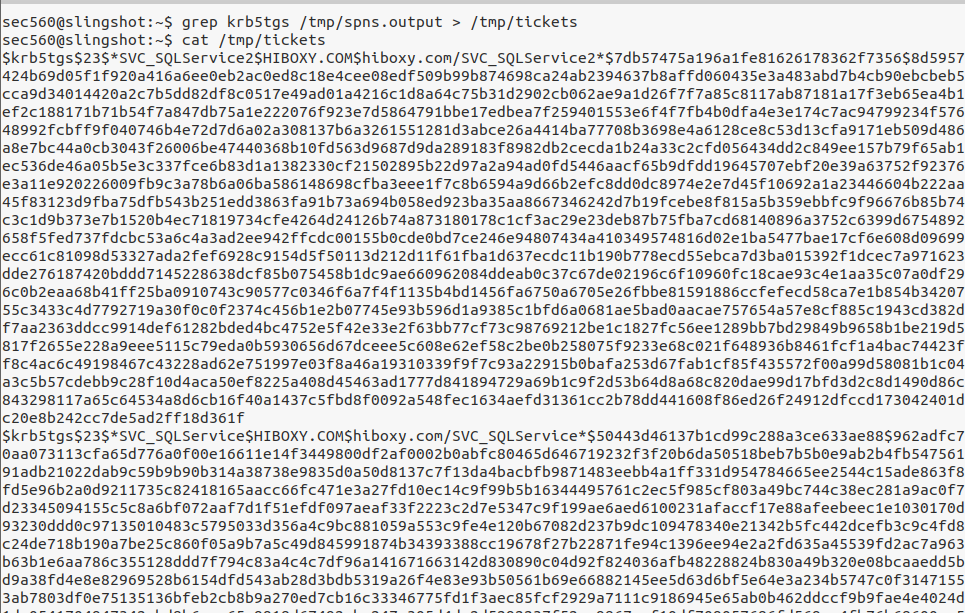 sec560@slingshot:~$ grep krb5tgs /tmp/spns.output > /tmp/tickets
sec560@slingshot:~$ cat /tmp/tickets
$krb5tgs$23$*SVC_SQLService2$HIBOXY.COM$hiboxy.com/SVC_SQLService2*$7db57475a196a1fe81626178362f7356$8d5957
424b69d05f1f920a416a6ee0eb2ac0ed8c18e4cee08edf509b99b874698ca24ab2394637b8affd060435e3a483abd7b4cb90ebcbeb5
cca9d34014420a2c7b5dd82df8c0517e49ad01a4216c1d8a64c75b31d2902cb062ae9a1d26f7f7a85c8117ab87181a17f3eb65ea4b1
ef2c188171b71b54f7a847db75a1e222076f923e7d5864791bbe17edbea7f259401553e6f4f7fb4b0dfa4e3e174c7ac94799234f576
48992fcbff9f040746b4e72d7d6a02a308137b6a3261551281d3abce26a4414ba77708b3698e4a6128ce8c53d13cfa9171eb509d486
a8e7bc44a0cb3043f26006be47440368b10fd563d9687d9da289183f8982db2cecda1b24a33c2cfd056434dd2c849ee157b79f65ab1
ec536de46a05b5e3c337fce6b83d1a1382330cf21502895b22d97a2a94ad0fd5446aacf65b9dfdd19645707ebf20e39a63752f92376
e3a11e920226009fb9c3a78b6a06ba586148698cfba3eee1f7c8b6594a9d66b2efc8dd0dc8974e2e7d45f10692a1a23446604b222aa
45f83123d9fba75dfb543b251edd3863fa91b73a694b058ed923ba35aa8667346242d7b19fcebe8f815a5b359ebbfc9f96676b85b74
c3c1d9b373e7b1520b4ec71819734cfe4264d24126b74a873180178c1cf3ac29e23deb87b75fba7cd68140896a3752c6399d6754892
658f5fed737fdcbc53a6c4a3ad2ee942ffcdc00155b0cde0bd7ce246e94807434a410349574816d02e1ba5477bae17cf6e608d09699
ecc61c81098d53327ada2fef6928c9154d5f50113d212d11f61fba1d637ecdc11b190b778ecd55ebca7d3ba015392f1dcec7a971623
dde276187420bddd7145228638dcf85b075458b1dc9ae660962084ddeab0c37c67de02196c6f10960fc18cae93c4e1aa35c07a0df29
6c0b2eaa68b41ff25ba0910743c90577c0346f6a7f4f1135b4bd1456fa6750a6705e26fbbe81591886ccfefecd58ca7e1b854b34207
55c3433c4d7792719a30f0c0f2374c456b1e2b07745e93b596d1a9385c1bfd6a0681ae5bad0aacae757654a57e8cf885c1943cd382d
f7aa2363ddcc9914def61282bded4bc4752e5f42e33e2f63bb77cf73c98769212be1c1827fc56ee1289bb7bd29849b9658b1be219d5
817f2655e228a9eee5115c79eda0b5930656d67dceee5c608e62ef58c2be0b258075f9233e68c021f648936b8461fcf1a4bac74423f
f8c4ac6c49198467c43228ad62e751997e03f8a46a19310339f9f7c93a22915b0bafa253d67fab1cf85f435572f00a99d58081b1c04
a3c5b57cdebb9c28f10d4aca50ef8225a408d45463ad1777d841894729a69b1c9f2d53b64d8a68c820dae99d17bfd3d2c8d1490d86c
843298117a65c64534a8d6cb16f40a1437c5fbd8f0092a548fec1634aefd31361cc2b78dd441608f86ed26f24912dfccd173042401d
c20e8b242cc7de5ad2ff18d361f
$krb5tgs$23$*SVC_SQLService$HIBOXY.COM$hiboxy.com/SVC_SQLService*$50443d46137b1cd99c288a3ce633ae88$962adfc7
0aa073113cfa65d776a0f00e16611e14f3449800df2af0002b0abfc80465d646719232f3f20b6da50518beb7b5b0e9ab2b4fb547561
91adb21022dab9c59b9b90b314a38738e9835d0a50d8137c7f13da4bacbfb9871483eebb4a1ff331d954784665ee2544c15ade863f8
fd5e96b2a0d9211735c82418165aacc66fc471e3a27fd10ec14c9f99b5b16344495761c2ec5f985cf803a49bc744c38ec281a9ac0f7
d23345094155c5c8a6bf072aaf7d1f51efdf097aeaf33f2223c2d7e5347c9f199ae6aed6100231afaccf17e88afeebeec1e1030170d
93230ddd0c97135010483c5795033d356a4c9bc881059a553c9fe4e120b67082d237b9dc109478340e21342b5fc442dcefb3c9c4fd8
c24de718b190a7be25c860f05a9b7a5c49d845991874b34393388cc19678f27b22871fe94c1396ee94e2a2fd635a45539fd2ac7a963
b63b1e6aa786c355128ddd7f794c83a4c4c7df96a141671663142d830890c04d92f824036afb48228824b830a49b320e08bcaaedd5b
d9a38fd4e8e82969528b6154dfd543ab28d3bdb5319a26f4e83e93b50561b69e66882145ee5d63d6bf5e64e3a234b5747c0f3147155
3ab7803df0e75135136bfeb2cb8b9a270ed7cb16c33346775fd1f3aec85fcf2929a7111c9186945e65ab0b462ddccf9b9fae4e4024d